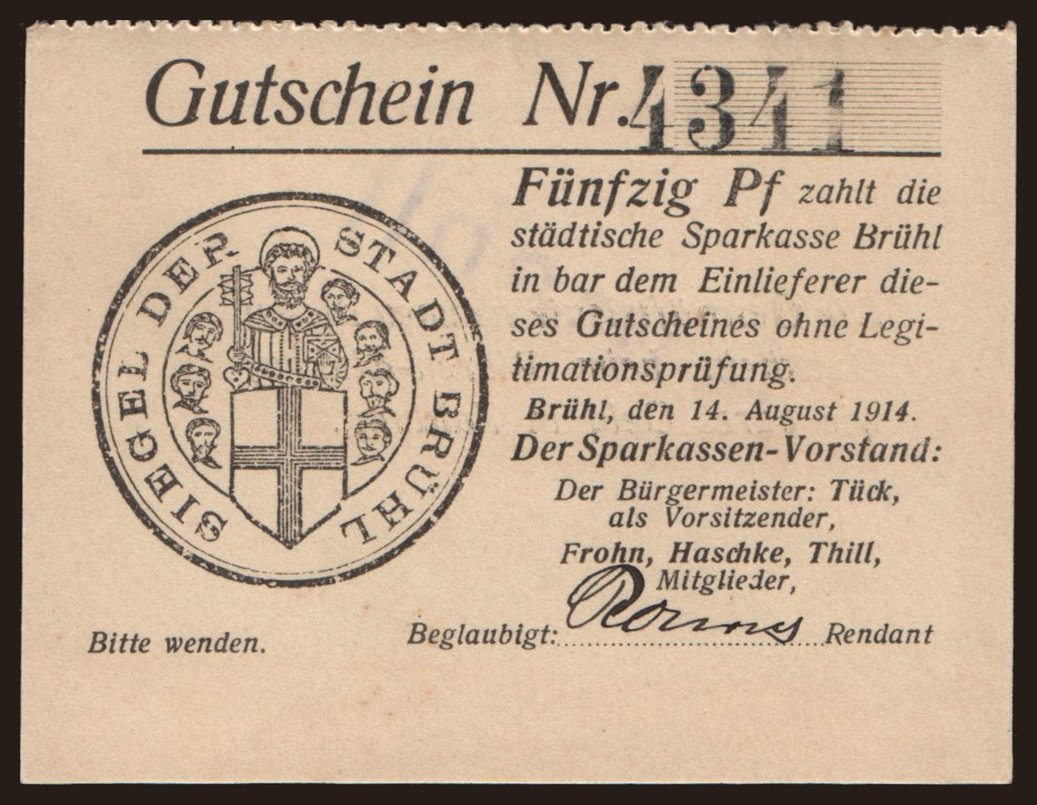 Gutschein Nr. 4341
SIEGEL DER STADT BRÜHL
Fünfzig Pf zahlt die
städtische Sparkasse Brühl
in bar dem Einlieferer die-
ses Gutscheines ohne Legi-
timationsprüfung.
Brühl, den 14. August 1914.
Der Sparkassen-Vorstand:
Der Bürgermeister: Tück,
als Vorsitzender,
Frohn, Haschke, Thill,
Mitglieder,
Beglaubigt: Rendant
Bitte wenden.